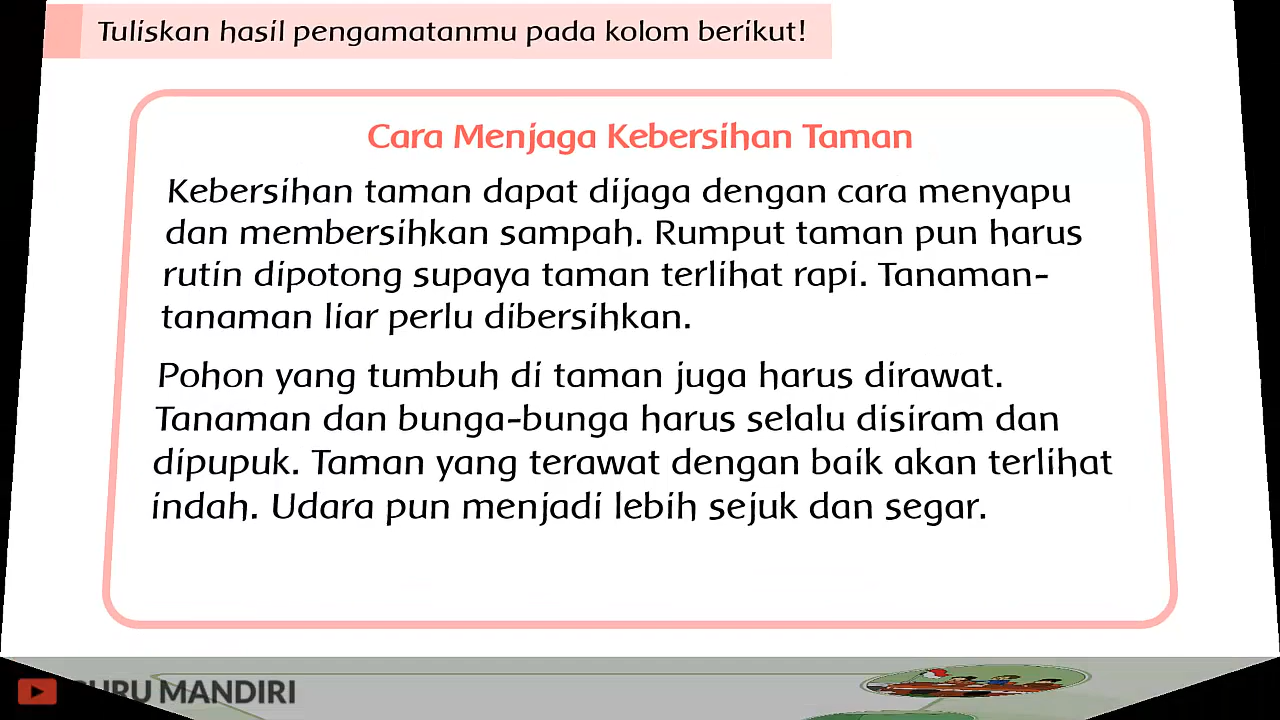 Tuliskan hasil pengamatanmu pada kolom berikut!
Cara Menjaga Kebersihan Taman
Kebersihan taman dapat dijaga dengan cara menyapu
dan membersihkan sampah. Rumput taman pun harus
rutin dipotong supaya taman terlihat rapi. Tanaman-
tanaman liar perlu dibersihkan.
Pohon yang tumbuh di taman juga harus dirawat.
Tanaman dan bunga-bunga harus selalu disiram dan
dipupuk. Taman yang terawat dengan baik akan terlihat
indah. Udara pun menjadi lebih sejuk dan segar.
MANDIRI